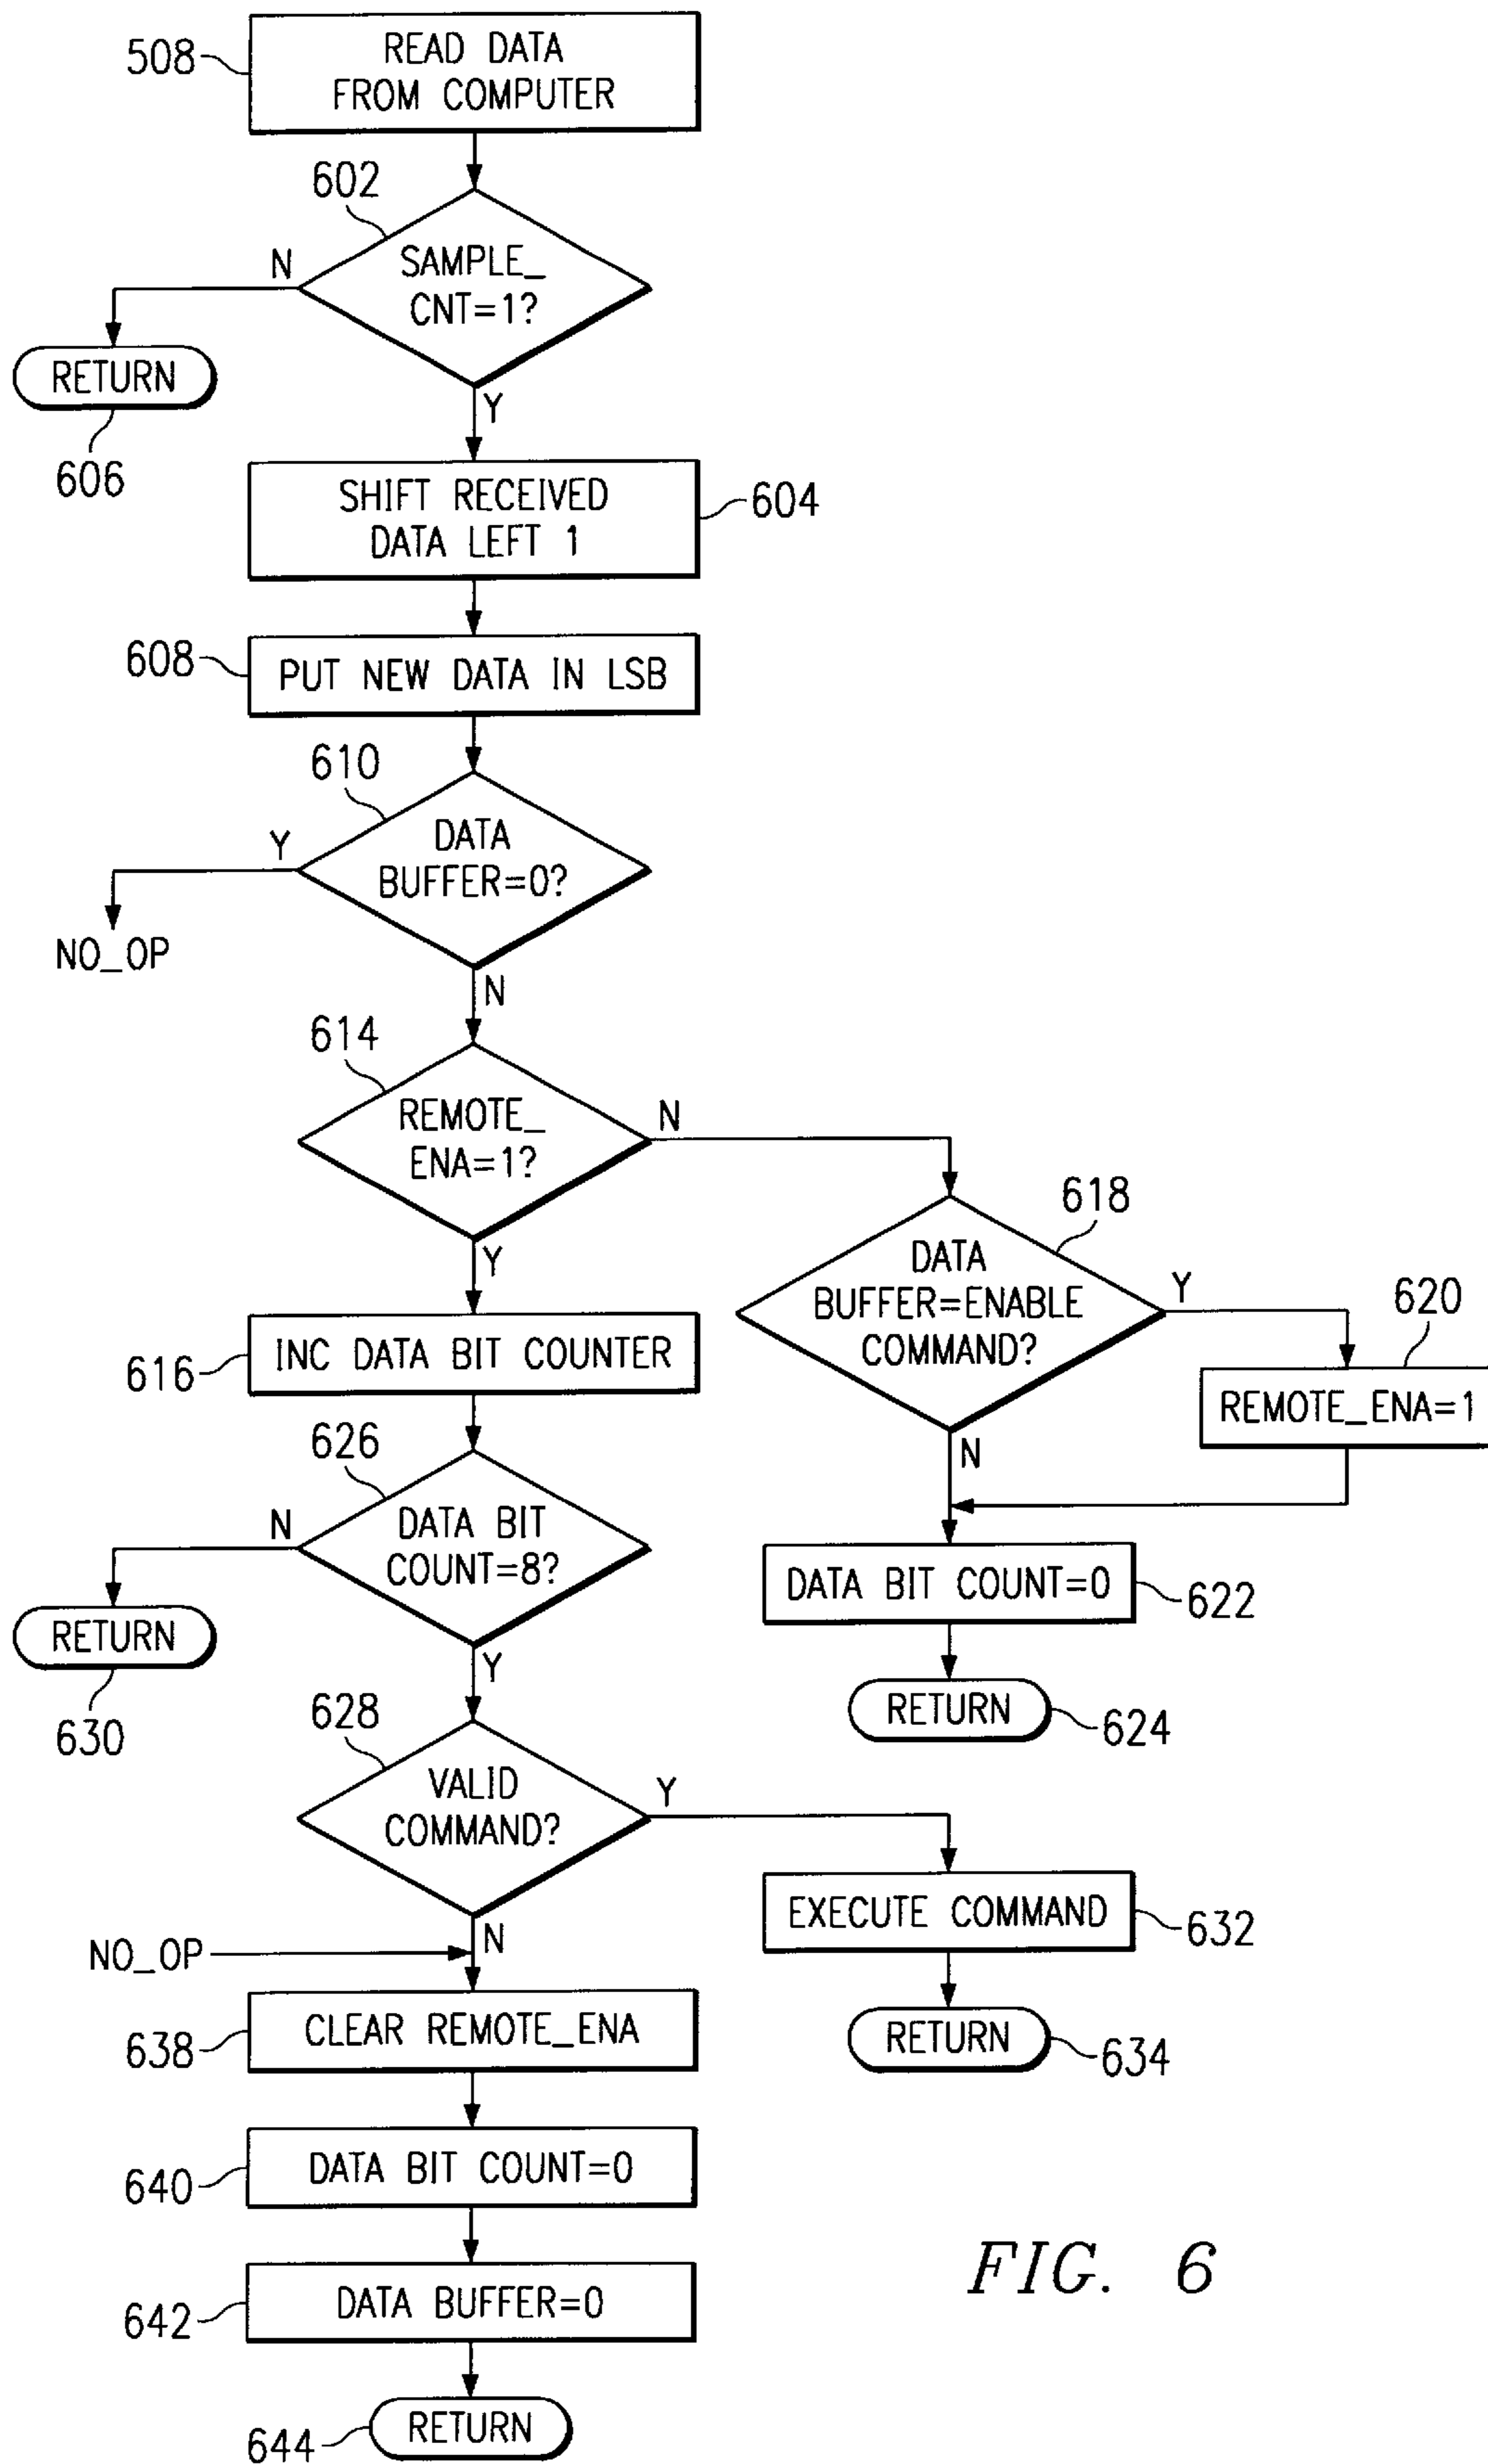 508
READ DATA
FROM COMPUTER
602
N
SAMPLE_
CNT=1?
RETURN
606
Y
SHIFT RECEIVED
DATA LEFT 1
604
608
PUT NEW DATA IN LSB
610
Y
DATA
BUFFER=0?
NO_OP
N
614
REMOTE_
ENA=1?
N
618
DATA
BUFFER=ENABLE
COMMAND?
Y
620
REMOTE_ENA=1
Y
616
INC DATA BIT COUNTER
N
626
N
DATA BIT
COUNT=8?
DATA BIT COUNT=0
622
RETURN
630
Y
RETURN
624
628
VALID
COMMAND?
Y
EXECUTE COMMAND
632
N
NO_OP
638
CLEAR REMOTE_ENA
RETURN
634
640
DATA BIT COUNT=0
642
DATA BUFFER=0
FIG. 6
644
RETURN